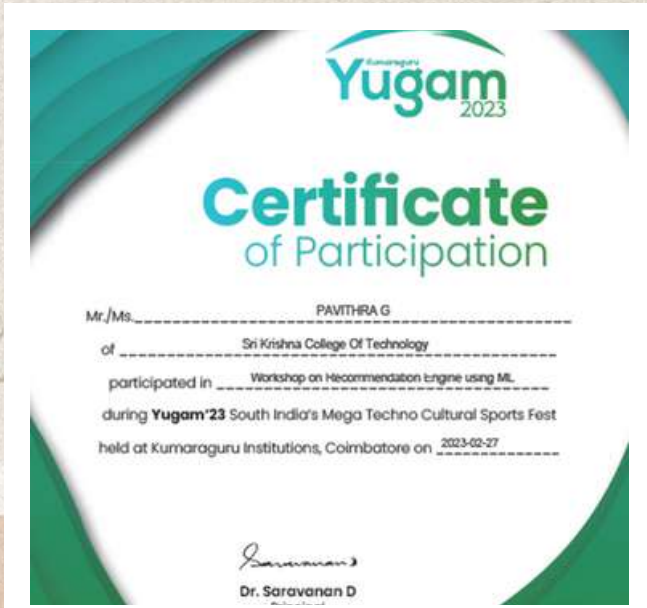 Kumaraguru
Yugam
2023
Certificate
of Participation
Mr./Ms. PAVITHRA G
of Sri Krishna College Of Technology
participated in Workshop on Recommendation Engine using ML
during Yugam'23 South India's Mega Techno Cultural Sports Fest
held at Kumaraguru Institutions, Coimbatore on 2023-02-27
Dr. Saravanan D
Principal